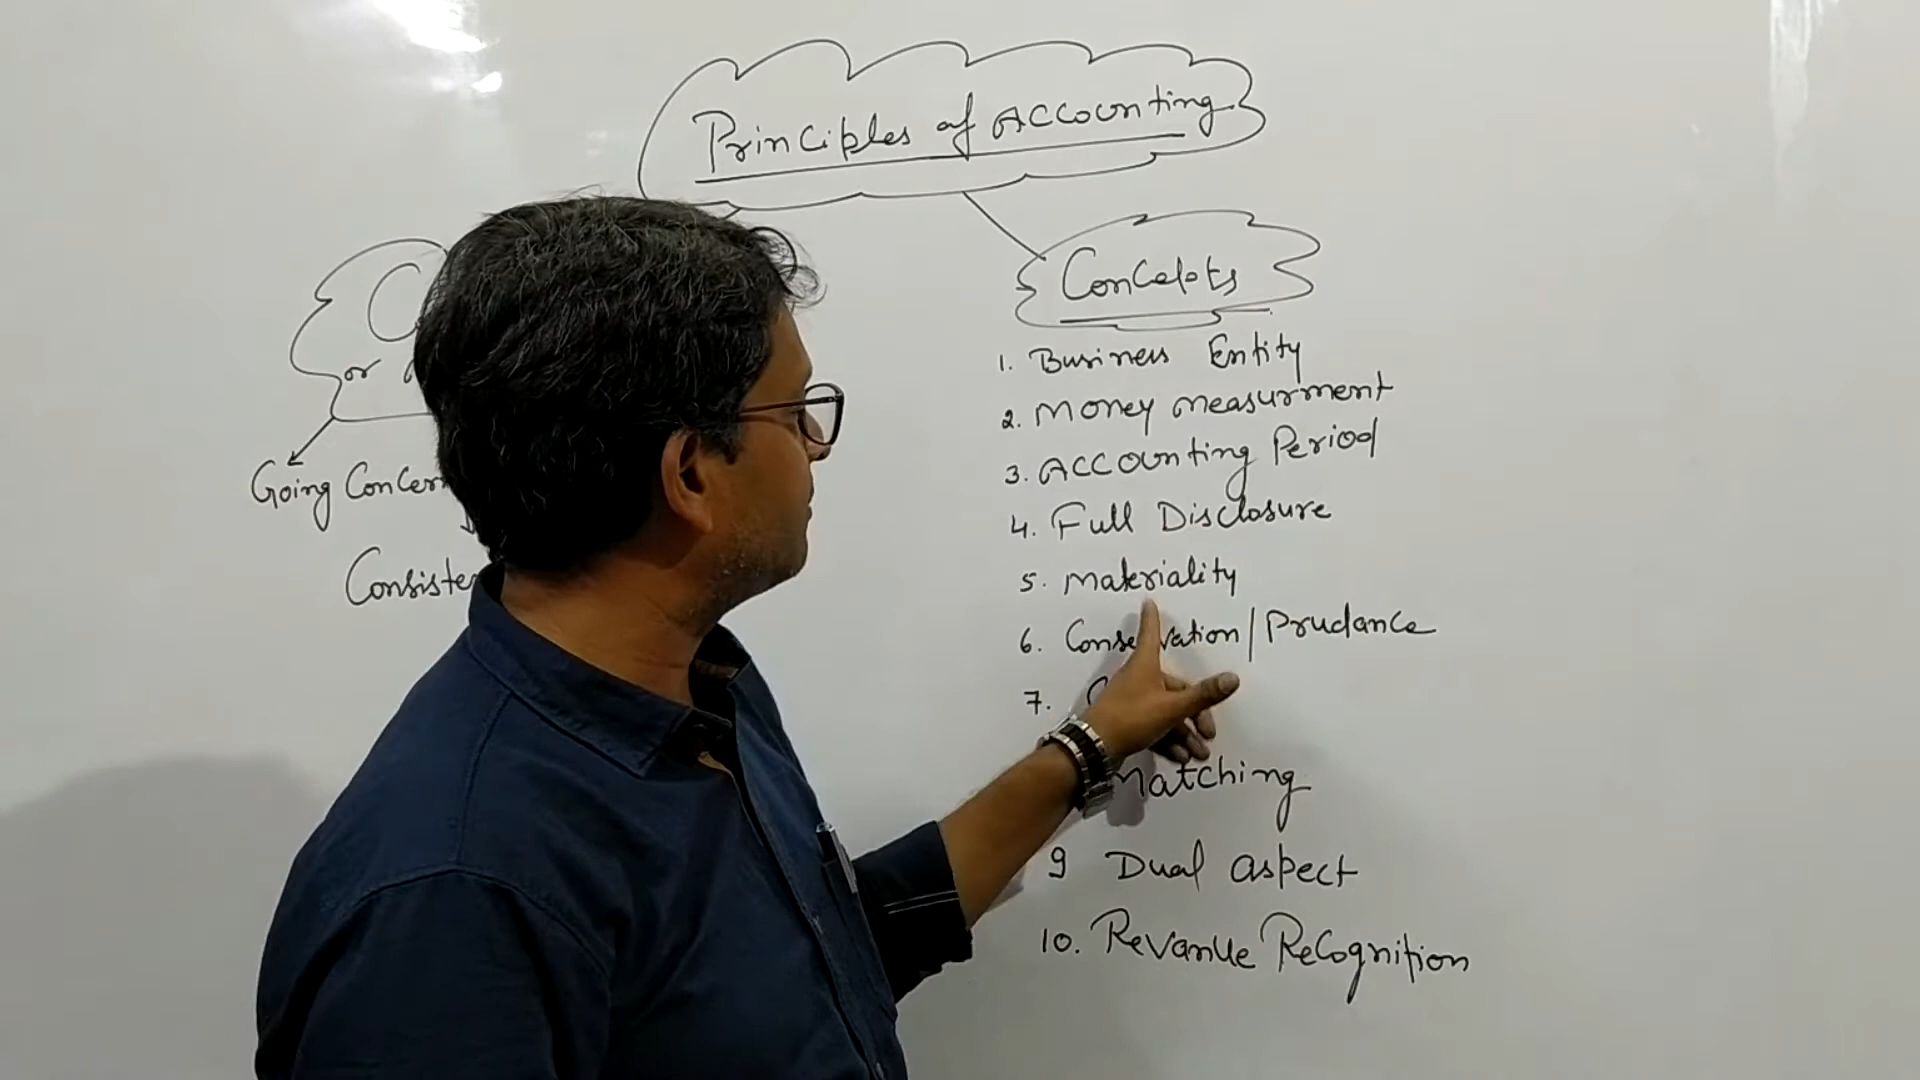 Principles of Accounting
Concepts
or
Going Concern
1. Business Entity
2. Money measurment
3. Accounting Period
4. Full Disclosure
5. Materiality
6. Conservation/Prudance
7.
Matching
9 Dual aspect
10. Revanue Recognition